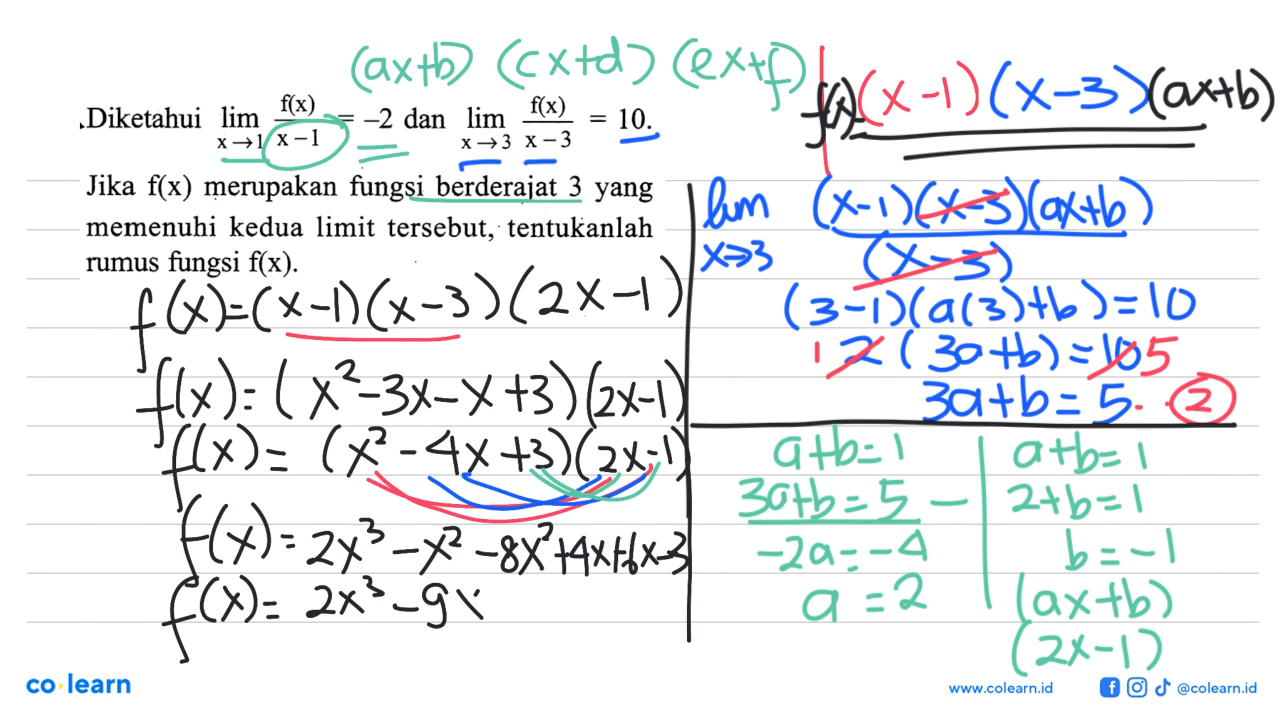 (ax+b) (cx+d) (ex+f)
f(x) (x-1)(x-3)(ax+b)
Diketahui lim x→1 f(x)/(x-1) = -2 dan lim x→3 f(x)/(x-3) = 10.
Jika f(x) merupakan fungsi berderajat 3 yang
memenuhi kedua limit tersebut, tentukanlah
rumus fungsi f(x).
f(x)=(x-1)(x-3)(2x-1)
f(x)=(x²-3x-x+3)(2x-1)
f(x)=(x²-4x+3)(2x-1)
f(x)=2x³-x²-8x²+4x+6x-3
f(x)=2x³-9x
lim x→3 (x-1)(x-3)(ax+b)
(x-3)
(3-1)(a(3)+b)=10
1 2(3a+b)=10 5
3a+b=5 .. 2
a+b=1
3a+b=5 -
-2a=-4
a=2
a+b=1
2+b=1
b=-1
(ax+b)
(2x-1)
co learn
www.colearn.id
@colearn.id